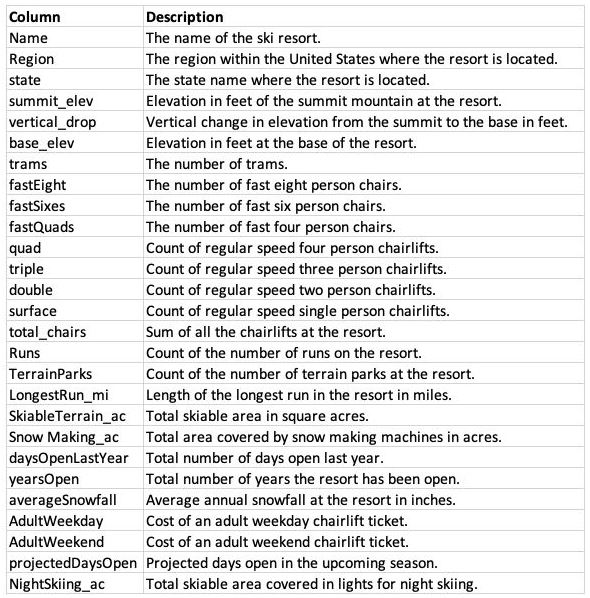 Column Description
Name The name of the ski resort.
Region The region within the United States where the resort is located.
state The state name where the resort is located.
summit_elev Elevation in feet of the summit mountain at the resort.
vertical_drop Vertical change in elevation from the summit to the base in feet.
base_elev Elevation in feet at the base of the resort.
trams The number of trams.
fastEight The number of fast eight person chairs.
fastSixes The number of fast six person chairs.
fastQuads The number of fast four person chairs.
quad Count of regular speed four person chairlifts.
triple Count of regular speed three person chairlifts.
double Count of regular speed two person chairlifts.
surface Count of regular speed single person chairlifts.
total_chairs Sum of all the chairlifts at the resort.
Runs Count of the number of runs on the resort.
TerrainParks Count of the number of terrain parks at the resort.
LongestRun_mi Length of the longest run in the resort in miles.
SkiableTerrain_ac Total skiable area in square acres.
Snow Making_ac Total area covered by snow making machines in acres.
daysOpenLastYear Total number of days open last year.
yearsOpen Total number of years the resort has been open.
averageSnowfall Average annual snowfall at the resort in inches.
AdultWeekday Cost of an adult weekday chairlift ticket.
AdultWeekend Cost of an adult weekend chairlift ticket.
projectedDaysOpen Projected days open in the upcoming season.
NightSkiing_ac Total skiable area covered in lights for night skiing.